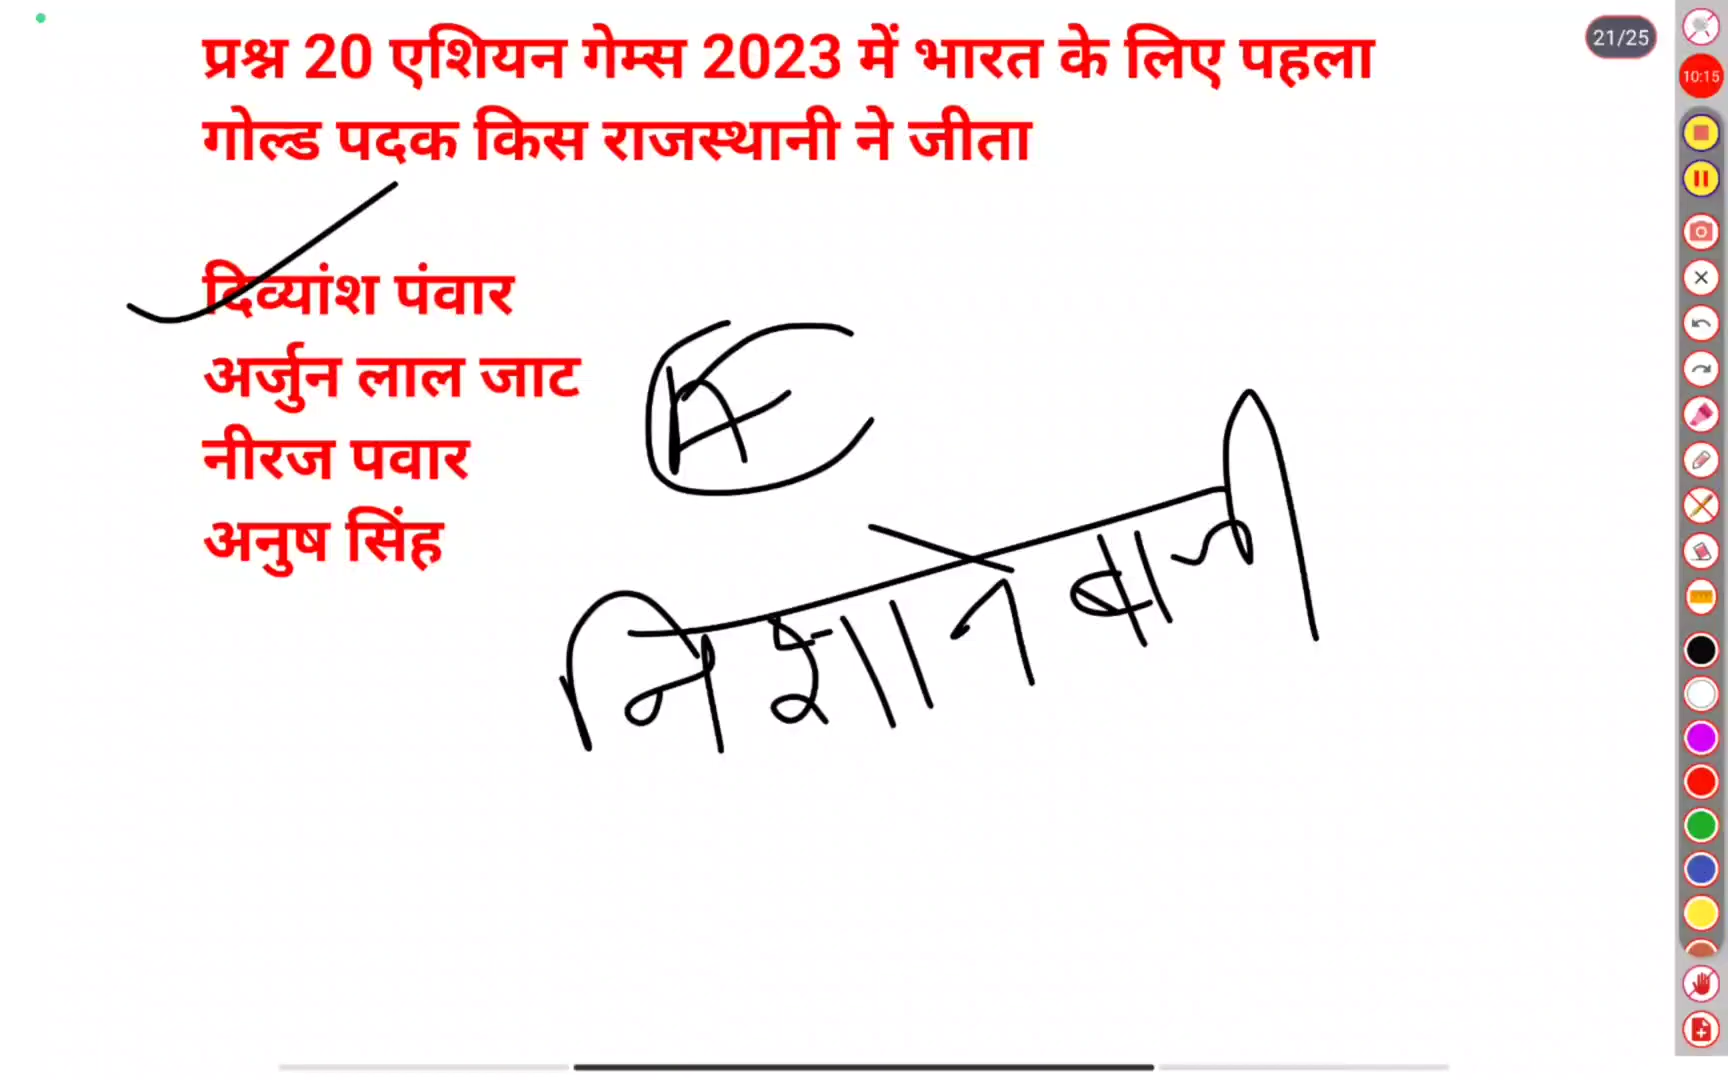 प्रश्न 20 एशियन गेम्स 2023 में भारत के लिए पहला
गोल्ड पदक किस राजस्थानी ने जीता
दिव्यांश पंवार
अर्जुन लाल जाट
नीरज पवार
अनुष सिंह
निशानेबाजी
21/25
10:15